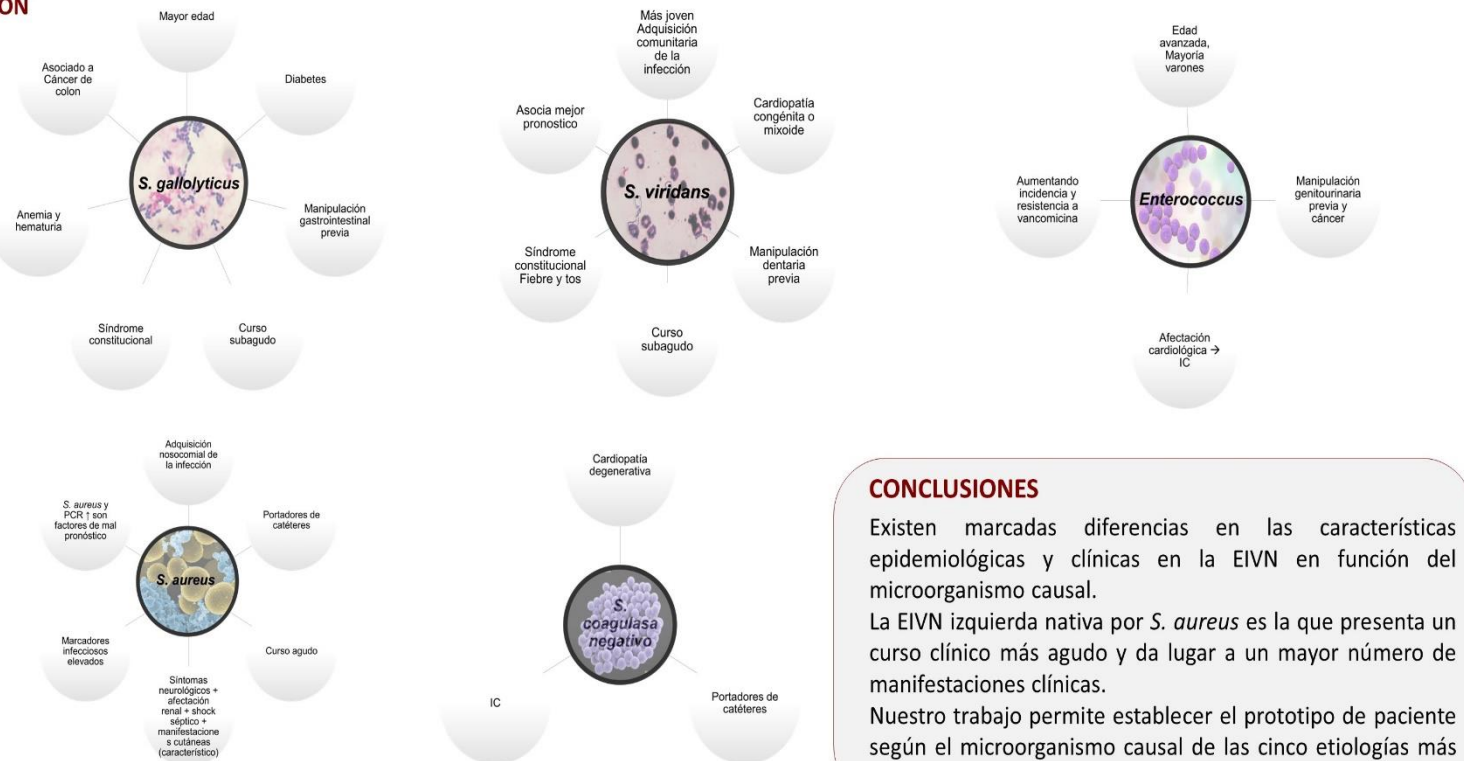 ÓN
Mayor edad
Asociado a
Cáncer de
colon
Diabetes
S. gallolyticus
Anemia y
hematuria
Manipulación
gastrointestinal
previa
Síndrome
constitucional
Curso
subagudo
Más joven
Adquisición
comunitaria
de la
infección
Asocia mejor
pronostico
Cardiopatía
congénita o
mixoide
S. viridans
Síndrome
constitucional
Fiebre y tos
Manipulación
dentaria
previa
Curso
subagudo
Edad
avanzada,
Mayoría
varones
Aumentando
incidencia y
resistencia a
vancomicina
Enterococcus
Manipulación
genitourinaria
previa y
cáncer
Afectación
cardiológica →
IC
Adquisición
nosocomial de
la infección
S. aureus y
PCR ↑ son
factores de mal
pronóstico
Portadores de
catéteres
S. aureus
Marcadores
infecciosos
elevados
Curso agudo
Síntomas
neurológicos +
afectación
renal + shock
séptico +
manifestacione
s cutáneas
(característico)
Cardiopatía
degenerativa
S.
coagulasa
negativo
IC
Portadores de
catéteres
CONCLUSIONES
Existen marcadas diferencias en las características
epidemiológicas y clínicas en la EIVN en función del
microorganismo causal.
La EIVN izquierda nativa por S. aureus es la que presenta un
curso clínico más agudo y da lugar a un mayor número de
manifestaciones clínicas.
Nuestro trabajo permite establecer el prototipo de paciente
según el microorganismo causal de las cinco etiologías más